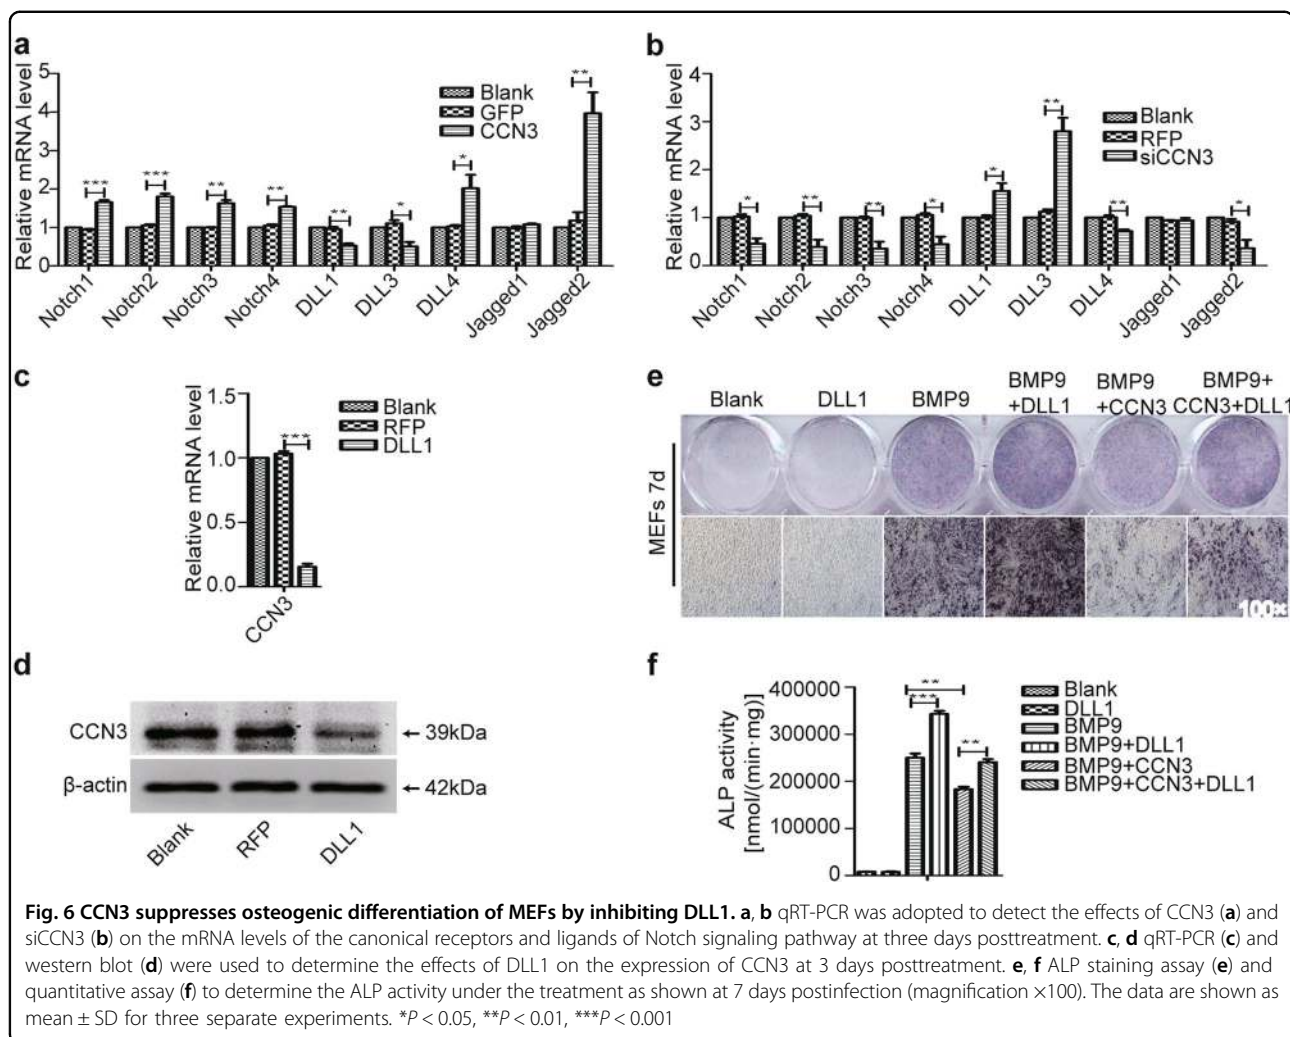 a
Relative mRNA level
5
4
3
2
1
0
Blank
GFP
CCN3
***
***
**
**
**
*
*
**
Notch1
Notch2
Notch3
Notch4
DLL1
DLL3
DLL4
Jagged1
Jagged2
b
Relative mRNA level
4
3
2
1
0
Blank
RFP
siCCN3
*
**
**
*
*
**
**
*
Notch1
Notch2
Notch3
Notch4
DLL1
DLL3
DLL4
Jagged1
Jagged2
c
Relative mRNA level
1.5
1.0
0.5
0.0
Blank
RFP
DLL1
***
CCN3
e
Blank
DLL1
BMP9
BMP9
+DLL1
BMP9
+CCN3
BMP9+
CCN3+DLL1
MEFs 7d
100×
d
CCN3
← 39kDa
β-actin
← 42kDa
Blank
RFP
DLL1
f
ALP activity
[nmol/(min·mg)]
400000
300000
200000
100000
0
**
***
**
Blank
DLL1
BMP9
BMP9+DLL1
BMP9+CCN3
BMP9+CCN3+DLL1
Fig. 6 CCN3 suppresses osteogenic differentiation of MEFs by inhibiting DLL1. a, b qRT-PCR was adopted to detect the effects of CCN3 (a) and
siCCN3 (b) on the mRNA levels of the canonical receptors and ligands of Notch signaling pathway at three days posttreatment. c, d qRT-PCR (c) and
western blot (d) were used to determine the effects of DLL1 on the expression of CCN3 at 3 days posttreatment. e, f ALP staining assay (e) and
quantitative assay (f) to determine the ALP activity under the treatment as shown at 7 days postinfection (magnification ×100). The data are shown as
mean ± SD for three separate experiments. *P < 0.05, **P < 0.01, ***P < 0.001